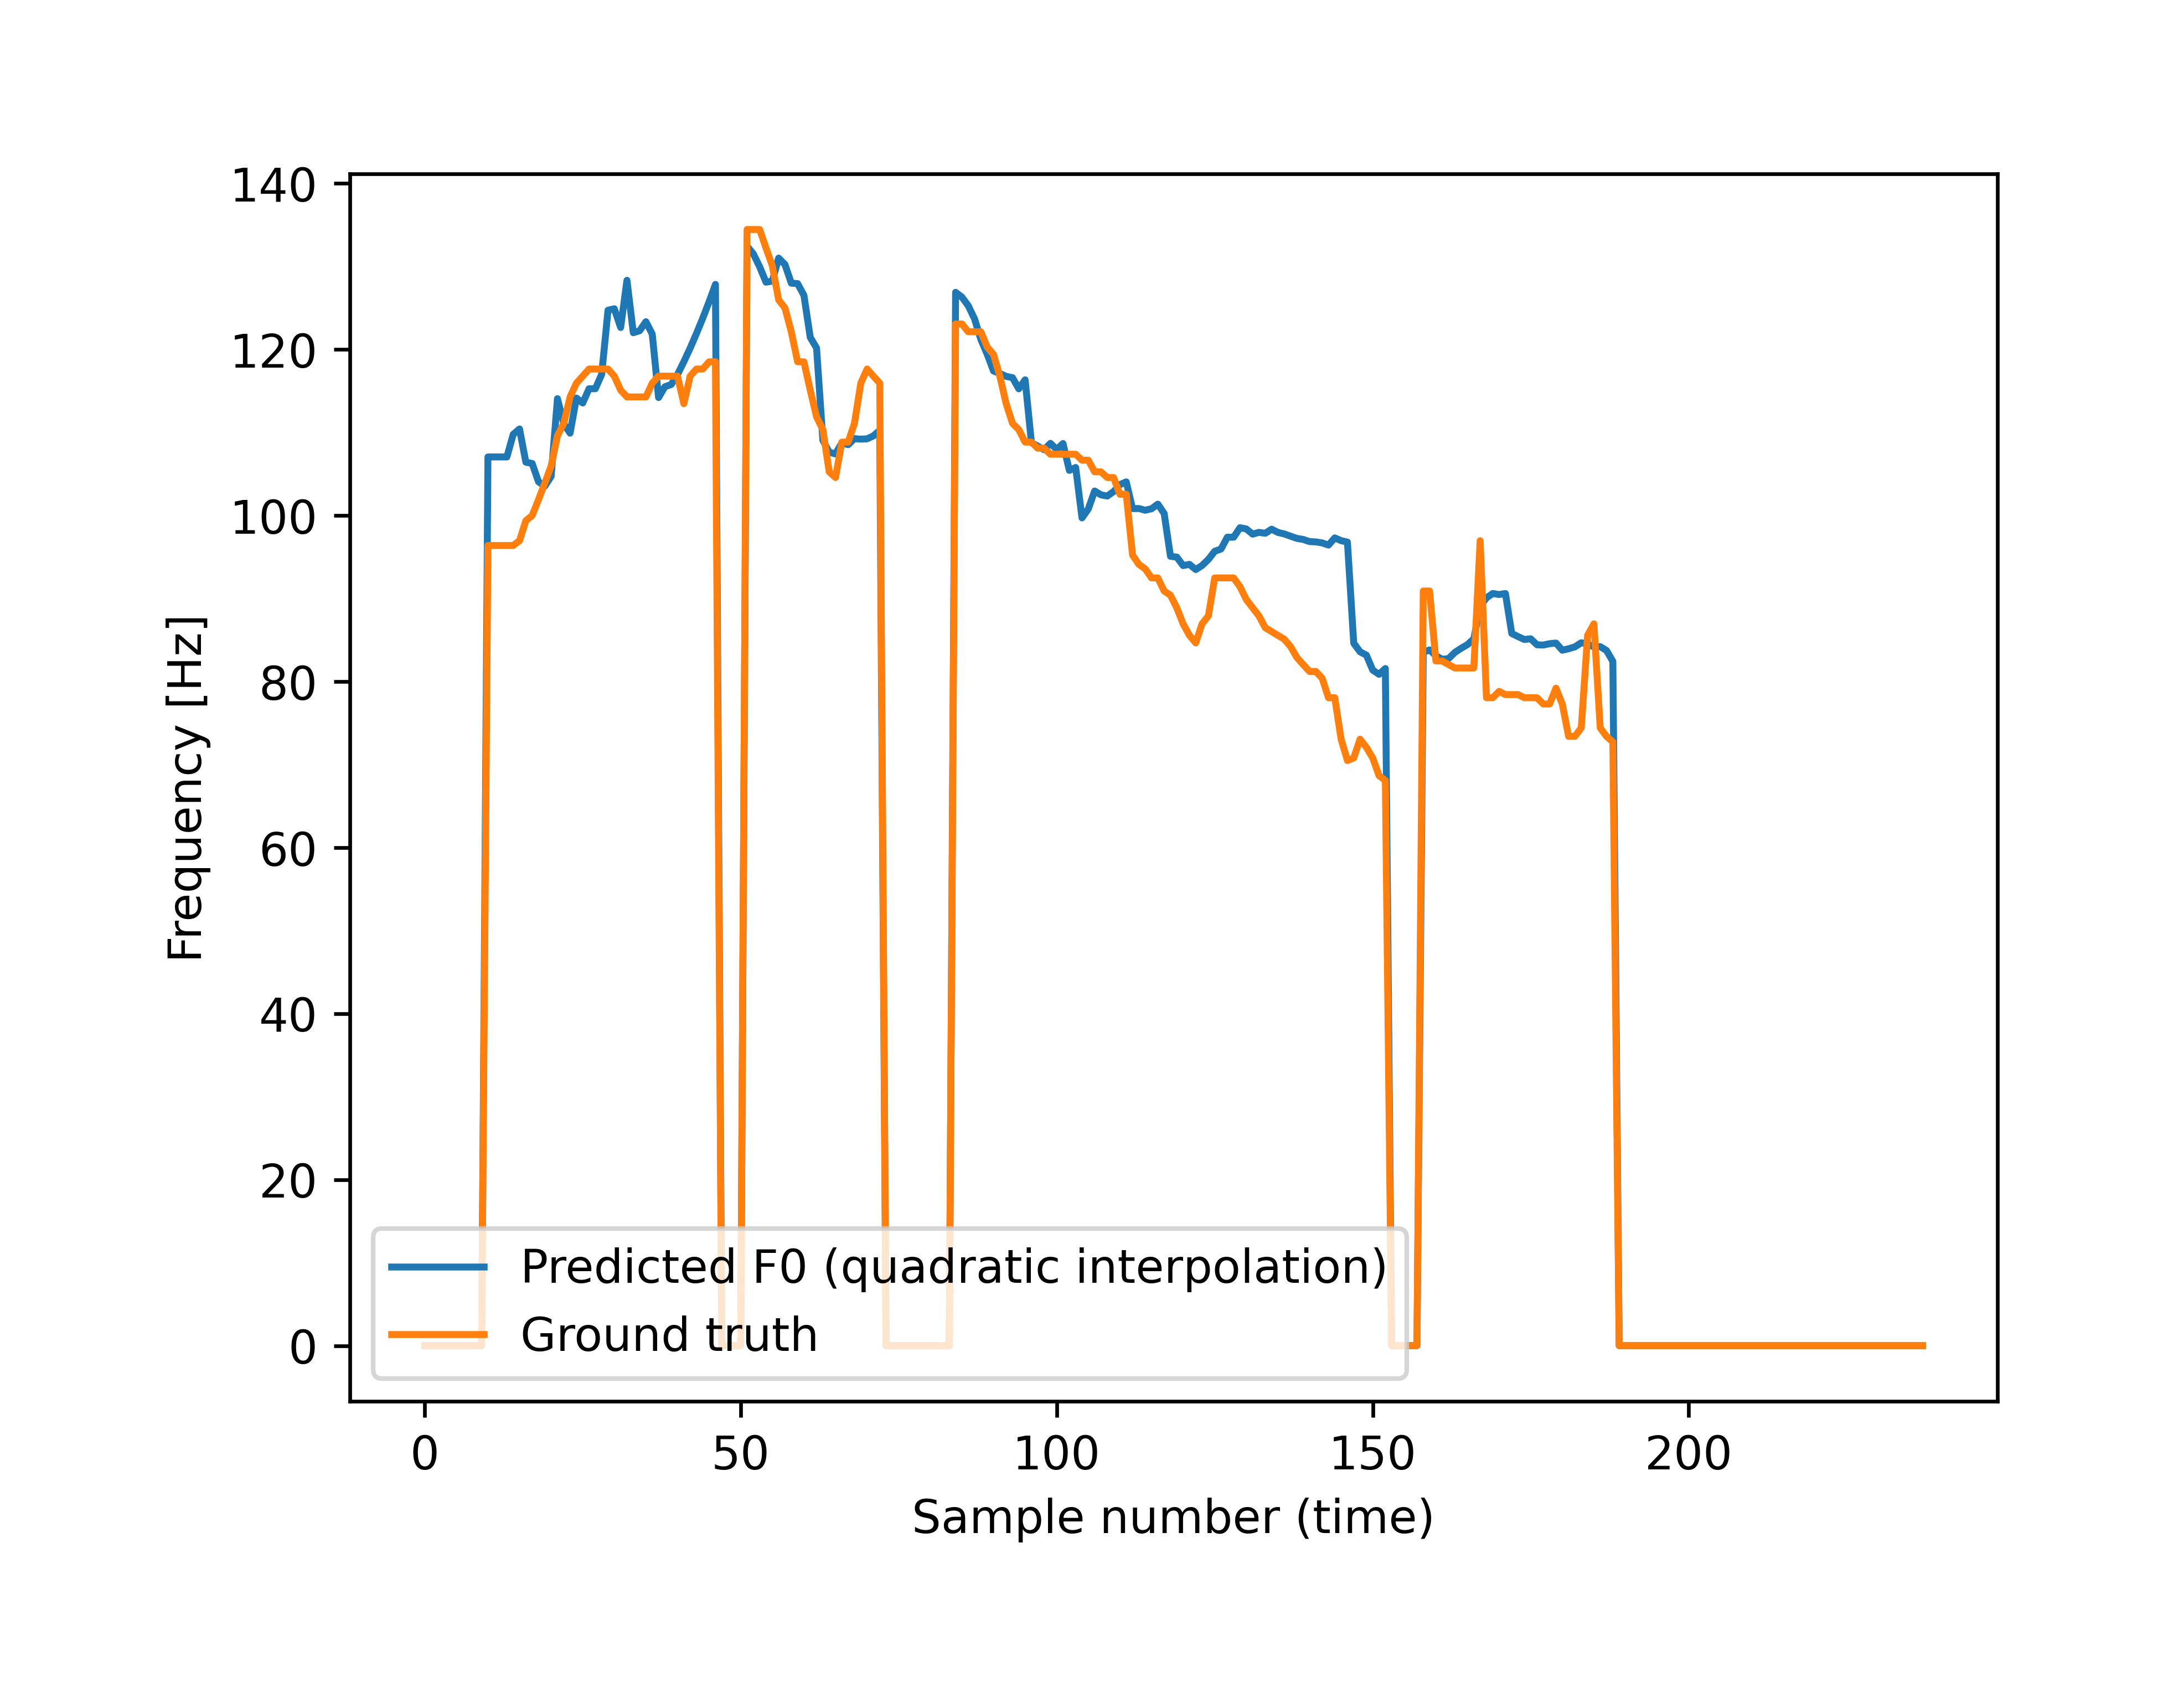 140
120
100
80
60
40
20
0
Frequency [Hz]
Predicted F0 (quadratic interpolation)
Ground truth
0 50 100 150 200
Sample number (time)